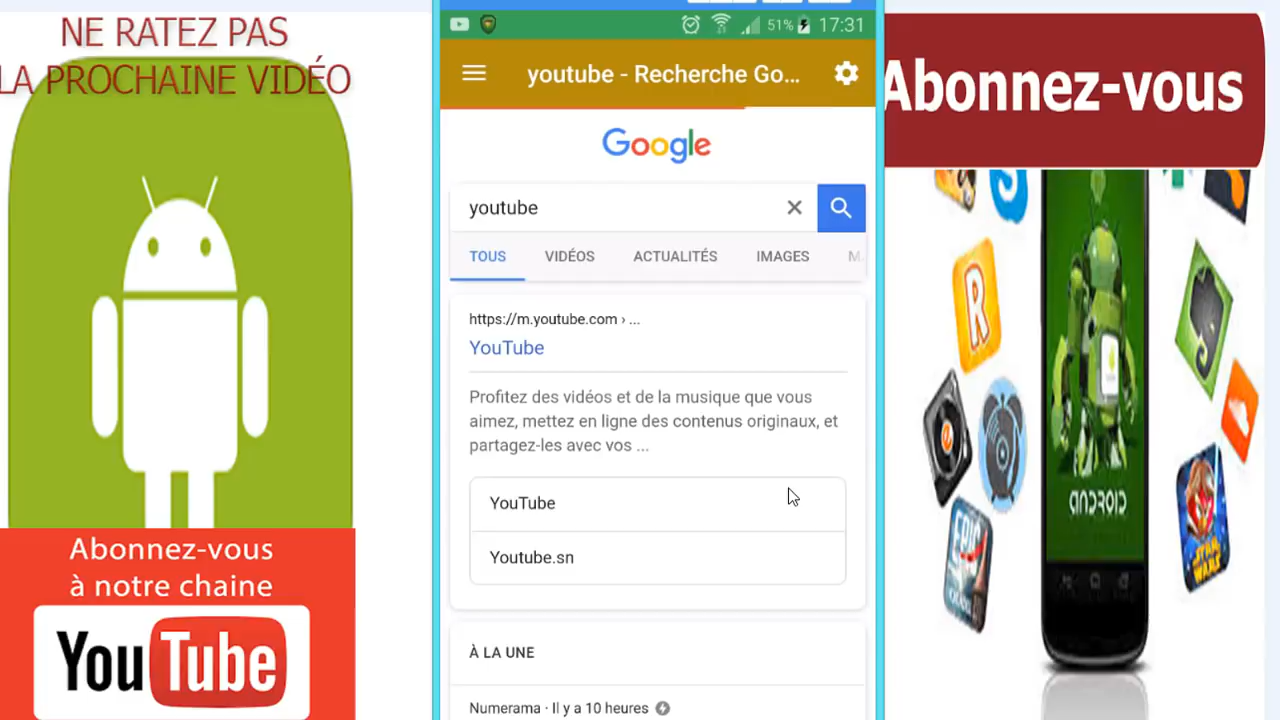 NE RATEZ PAS
LA PROCHAINE VIDÉO
Abonnez-vous
à notre chaine
YouTube
51% 17:31
youtube - Recherche Go...
Google
youtube
TOUS VIDÉOS ACTUALITÉS IMAGES M
https://m.youtube.com › ...
YouTube
Profitez des vidéos et de la musique que vous
aimez, mettez en ligne des contenus originaux, et
partagez-les avec vos ...
YouTube
Youtube.sn
À LA UNE
Numerama · Il y a 10 heures
Abonnez-vous
R
ANDROID
EPIC
STAR
WARS